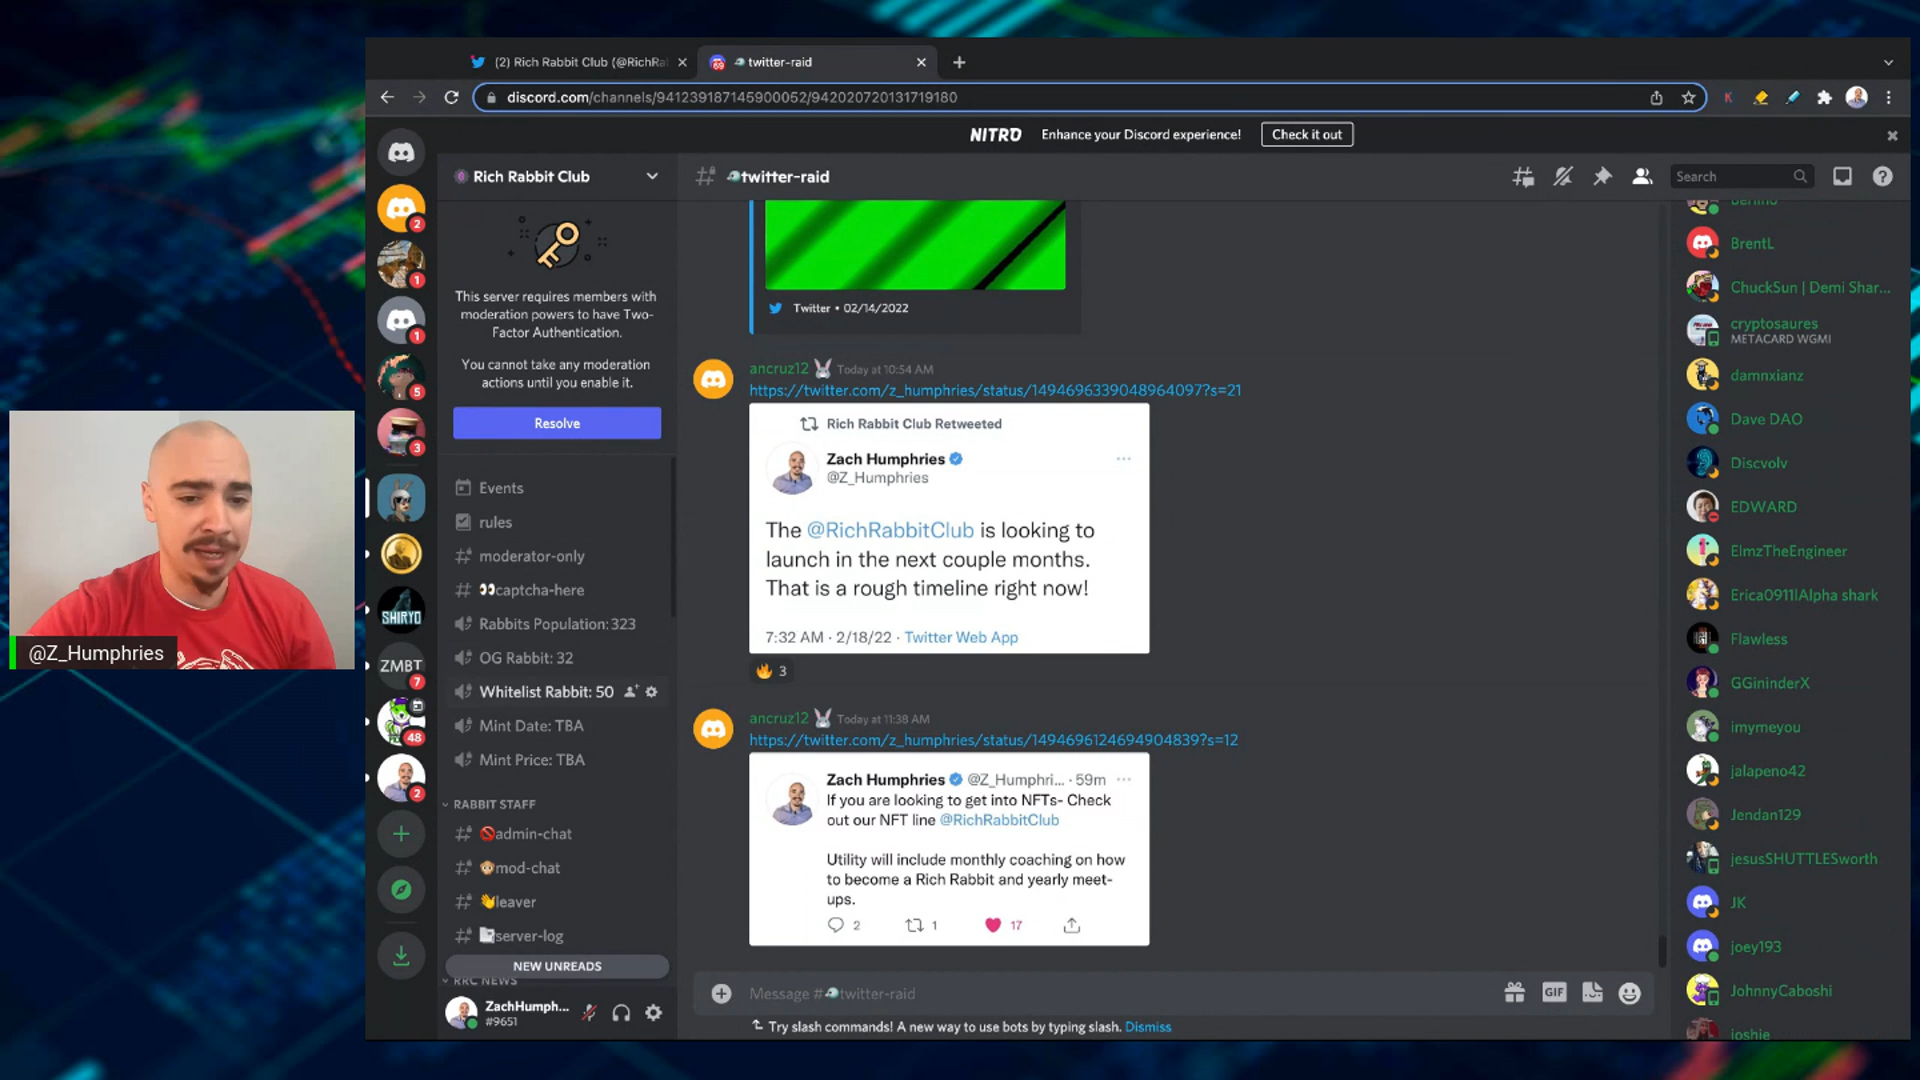 (2) Rich Rabbit Club (@RichRa
twitter-raid
discord.com/channels/941239187145900052/942020720131719180
NITRO Enhance your Discord experience! Check it out
Rich Rabbit Club
twitter-raid
Search
This server requires members with
moderation powers to have Two-
Factor Authentication.
You cannot take any moderation
actions until you enable it.
Resolve
Events
rules
moderator-only
captcha-here
Rabbits Population: 323
OG Rabbit: 32
Whitelist Rabbit: 50
Mint Date: TBA
Mint Price: TBA
RABBIT STAFF
admin-chat
mod-chat
leaver
server-log
NEW UNREADS
RRC NEWS
ZachHumph...
#9651
2
1
1
5
3
SHIRYO
ZMBT
7
48
2
Twitter • 02/14/2022
ancruz12 Today at 10:54 AM
https://twitter.com/z_humphries/status/1494696339048964097?s=21
Rich Rabbit Club Retweeted
Zach Humphries
@Z_Humphries
The @RichRabbitClub is looking to
launch in the next couple months.
That is a rough timeline right now!
7:32 AM · 2/18/22 · Twitter Web App
3
ancruz12 Today at 11:38 AM
https://twitter.com/z_humphries/status/1494696124694904839?s=12
Zach Humphries @Z_Humphri... · 59m
If you are looking to get into NFTs- Check
out our NFT line @RichRabbitClub
Utility will include monthly coaching on how
to become a Rich Rabbit and yearly meet-
ups.
2 1 17
Message # twitter-raid
GIF
Try slash commands! A new way to use bots by typing slash. Dismiss
BrentL
ChuckSun | Demi Shar...
cryptosaures
METACARD WGMI
damnxianz
Dave DAO
Discvolv
EDWARD
ElmzTheEngineer
Erica0911|Alpha shark
Flawless
GGininderX
imymeyou
jalapeno42
Jendan129
jesusSHUTTLESworth
JK
joey193
JohnnyCaboshi
joshie
@Z_Humphries